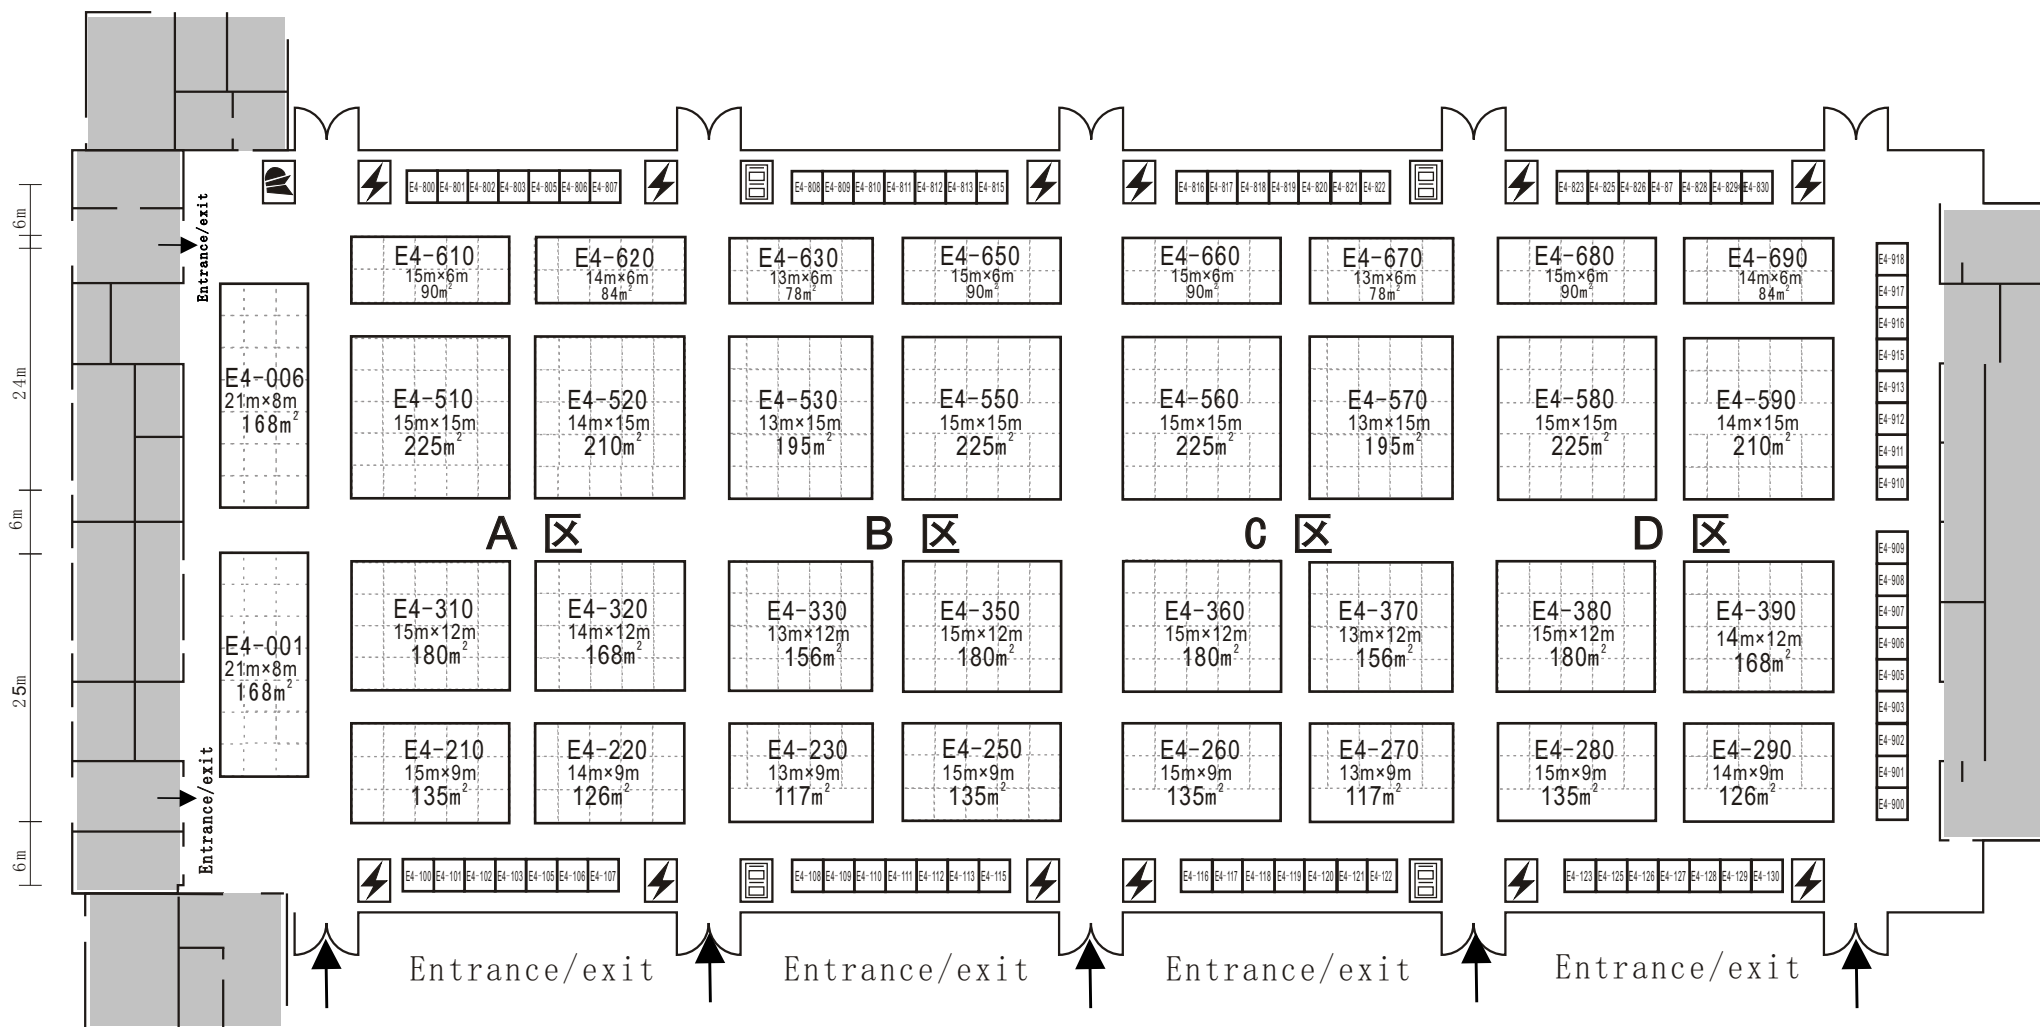 E4-800 E4-801 E4-802 E4-803 E4-805 E4-806 E4-807
E4-808 E4-809 E4-810 E4-811 E4-812 E4-813 E4-815
E4-816 E4-817 E4-818 E4-819 E4-820 E4-821 E4-822
E4-823 E4-825 E4-826 E4-87 E4-828 E4-829 E4-830
6m
24m
6m
25m
6m
Entrance/exit
Entrance/exit
E4-006
21m×8m
168m²
E4-001
21m×8m
168m²
E4-610
15m×6m
90m²
E4-620
14m×6m
84m²
E4-630
13m×6m
78m²
E4-650
15m×6m
90m²
E4-660
15m×6m
90m²
E4-670
13m×6m
78m²
E4-680
15m×6m
90m²
E4-690
14m×6m
84m²
E4-510
15m×15m
225m²
E4-520
14m×15m
210m²
E4-530
13m×15m
195m²
E4-550
15m×15m
225m²
E4-560
15m×15m
225m²
E4-570
13m×15m
195m²
E4-580
15m×15m
225m²
E4-590
14m×15m
210m²
A 区
B 区
C 区
D 区
E4-310
15m×12m
180m²
E4-320
14m×12m
168m²
E4-330
13m×12m
156m²
E4-350
15m×12m
180m²
E4-360
15m×12m
180m²
E4-370
13m×12m
156m²
E4-380
15m×12m
180m²
E4-390
14m×12m
168m²
E4-210
15m×9m
135m²
E4-220
14m×9m
126m²
E4-230
13m×9m
117m²
E4-250
15m×9m
135m²
E4-260
15m×9m
135m²
E4-270
13m×9m
117m²
E4-280
15m×9m
135m²
E4-290
14m×9m
126m²
E4-918
E4-917
E4-916
E4-915
E4-913
E4-912
E4-911
E4-910
E4-909
E4-908
E4-907
E4-906
E4-905
E4-903
E4-902
E4-901
E4-900
E4-100 E4-101 E4-102 E4-103 E4-105 E4-106 E4-107
E4-108 E4-109 E4-110 E4-111 E4-112 E4-113 E4-115
E4-116 E4-117 E4-118 E4-119 E4-120 E4-121 E4-122
E4-123 E4-125 E4-126 E4-127 E4-128 E4-129 E4-130
Entrance/exit
Entrance/exit
Entrance/exit
Entrance/exit